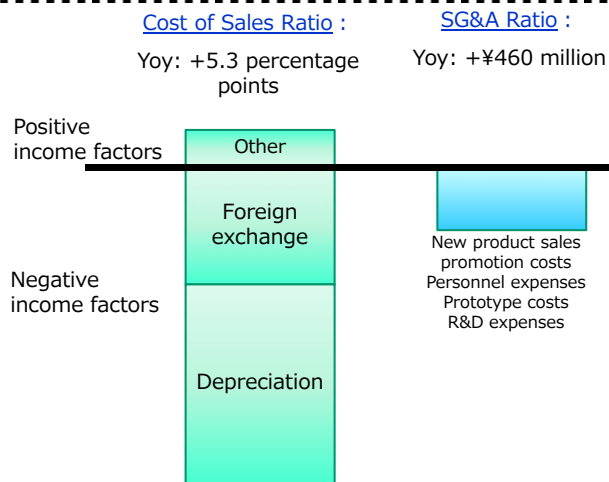 Cost of Sales Ratio :
Yoy: +5.3 percentage
points
SG&A Ratio :
Yoy: +¥460 million
Positive
income factors
Other
Foreign
exchange
Negative
income factors
Depreciation
New product sales
promotion costs
Personnel expenses
Prototype costs
R&D expenses